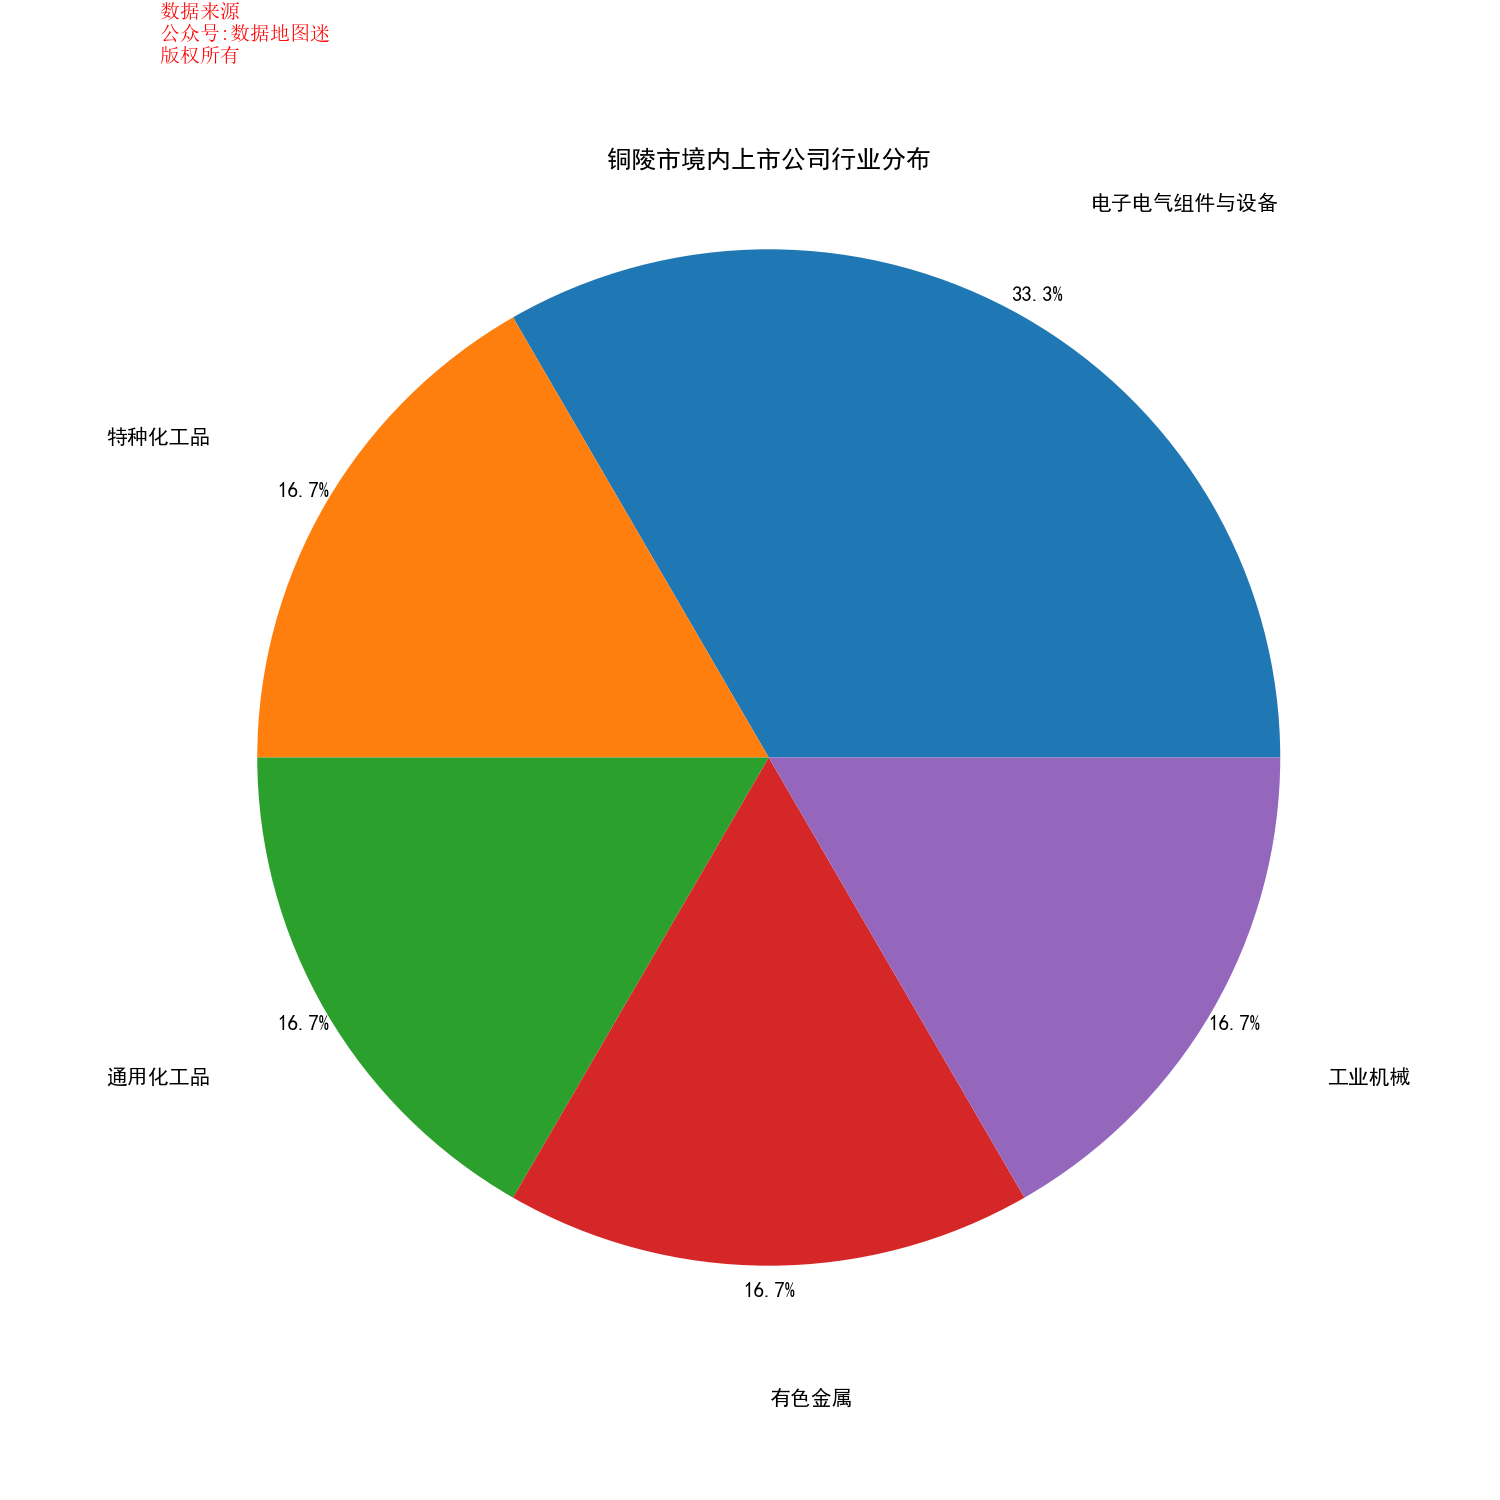 数据来源
公众号:数据地图迷
版权所有
铜陵市境内上市公司行业分布
电子电气组件与设备
33.3%
特种化工品
16.7%
16.7%
通用化工品
16.7%
工业机械
16.7%
有色金属